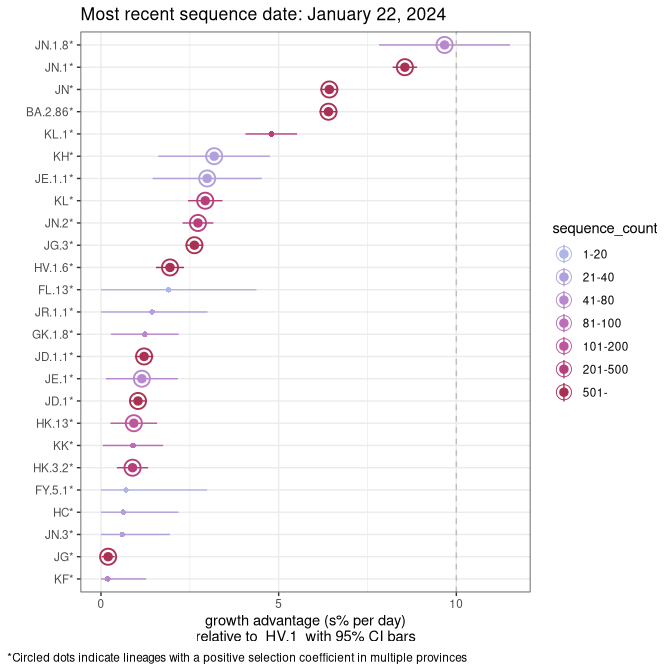 Most recent sequence date: January 22, 2024
JN.1.8*
JN.1*
JN*
BA.2.86*
KL.1*
KH*
JE.1.1*
KL*
JN.2*
JG.3*
HV.1.6*
FL.13*
JR.1.1*
GK.1.8*
JD.1.1*
JE.1*
JD.1*
HK.13*
KK*
HK.3.2*
FY.5.1*
HC*
JN.3*
JG*
KF*
0 5 10
growth advantage (s% per day)
relative to HV.1 with 95% CI bars
sequence_count
1-20
21-40
41-80
81-100
101-200
201-500
501-
*Circled dots indicate lineages with a positive selection coefficient in multiple provinces